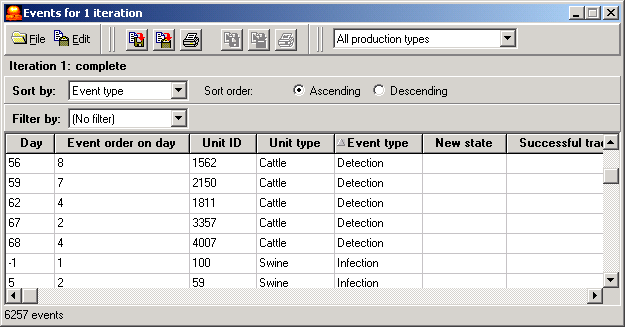 Events for 1 iteration
File Edit All production types
Iteration 1: complete
Sort by: Event type Sort order: Ascending Descending
Filter by: (No filter)
Day Event order on day Unit ID Unit type Event type New state Successful trac
56 8 1562 Cattle Detection
59 7 2150 Cattle Detection
62 4 1811 Cattle Detection
67 2 3357 Cattle Detection
68 4 4007 Cattle Detection
-1 1 100 Swine Infection
5 2 59 Swine Infection
6257 events